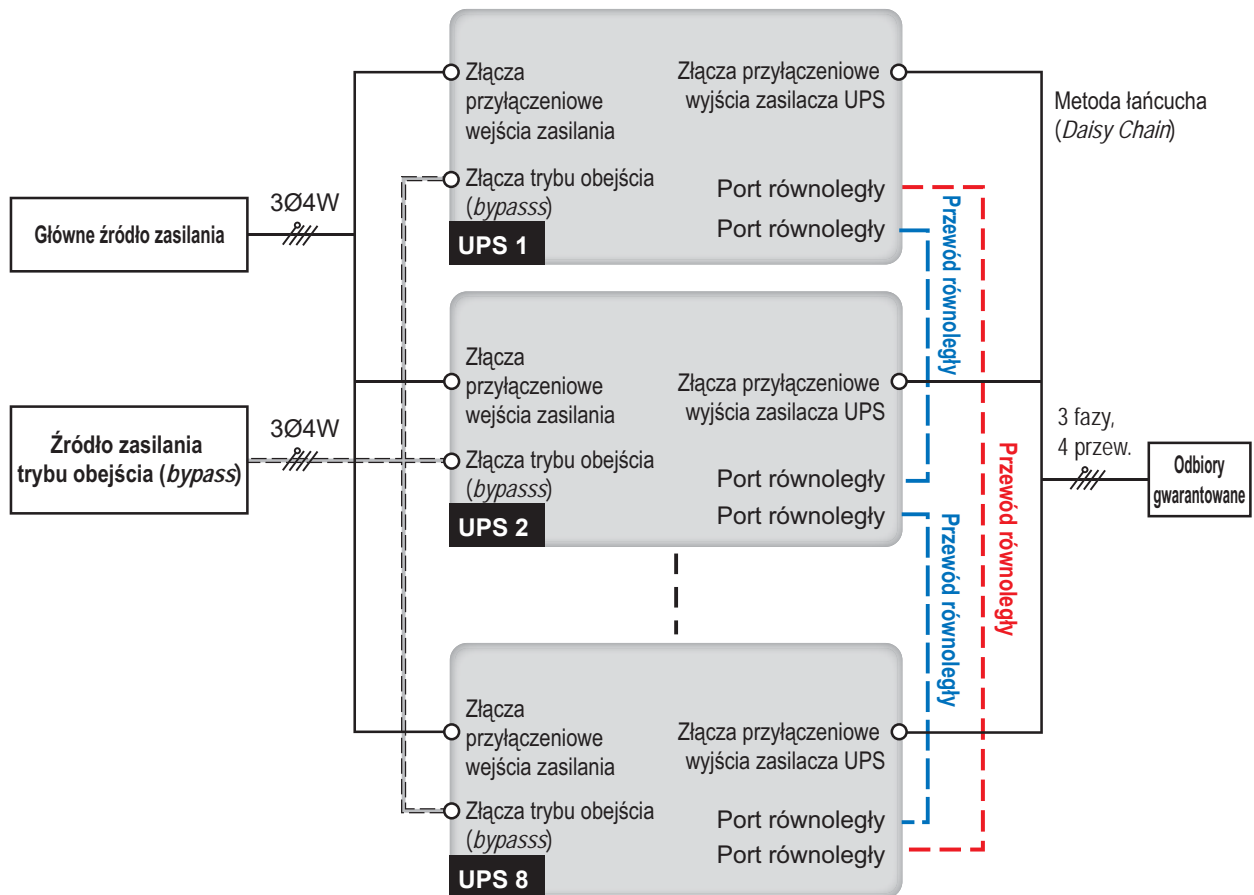 Złącza
przyłączeniowe
wejścia zasilania
Złącza przyłączeniowe
wyjścia zasilacza UPS
Metoda łańcucha
(Daisy Chain)
Złącza trybu obejścia
(bypasss)
Port równoległy
Port równoległy
UPS 1
3Ø4W
Główne źródło zasilania
Przewód równoległy
Złącza
przyłączeniowe
wejścia zasilania
Złącza przyłączeniowe
wyjścia zasilacza UPS
Złącza trybu obejścia
(bypasss)
Port równoległy
Port równoległy
UPS 2
3Ø4W
Źródło zasilania
trybu obejścia (bypass)
Przewód równoległy
Przewód równoległy
3 fazy,
4 przew.
Odbiory
gwarantowane
Złącza
przyłączeniowe
wejścia zasilania
Złącza przyłączeniowe
wyjścia zasilacza UPS
Złącza trybu obejścia
(bypasss)
Port równoległy
Port równoległy
UPS 8